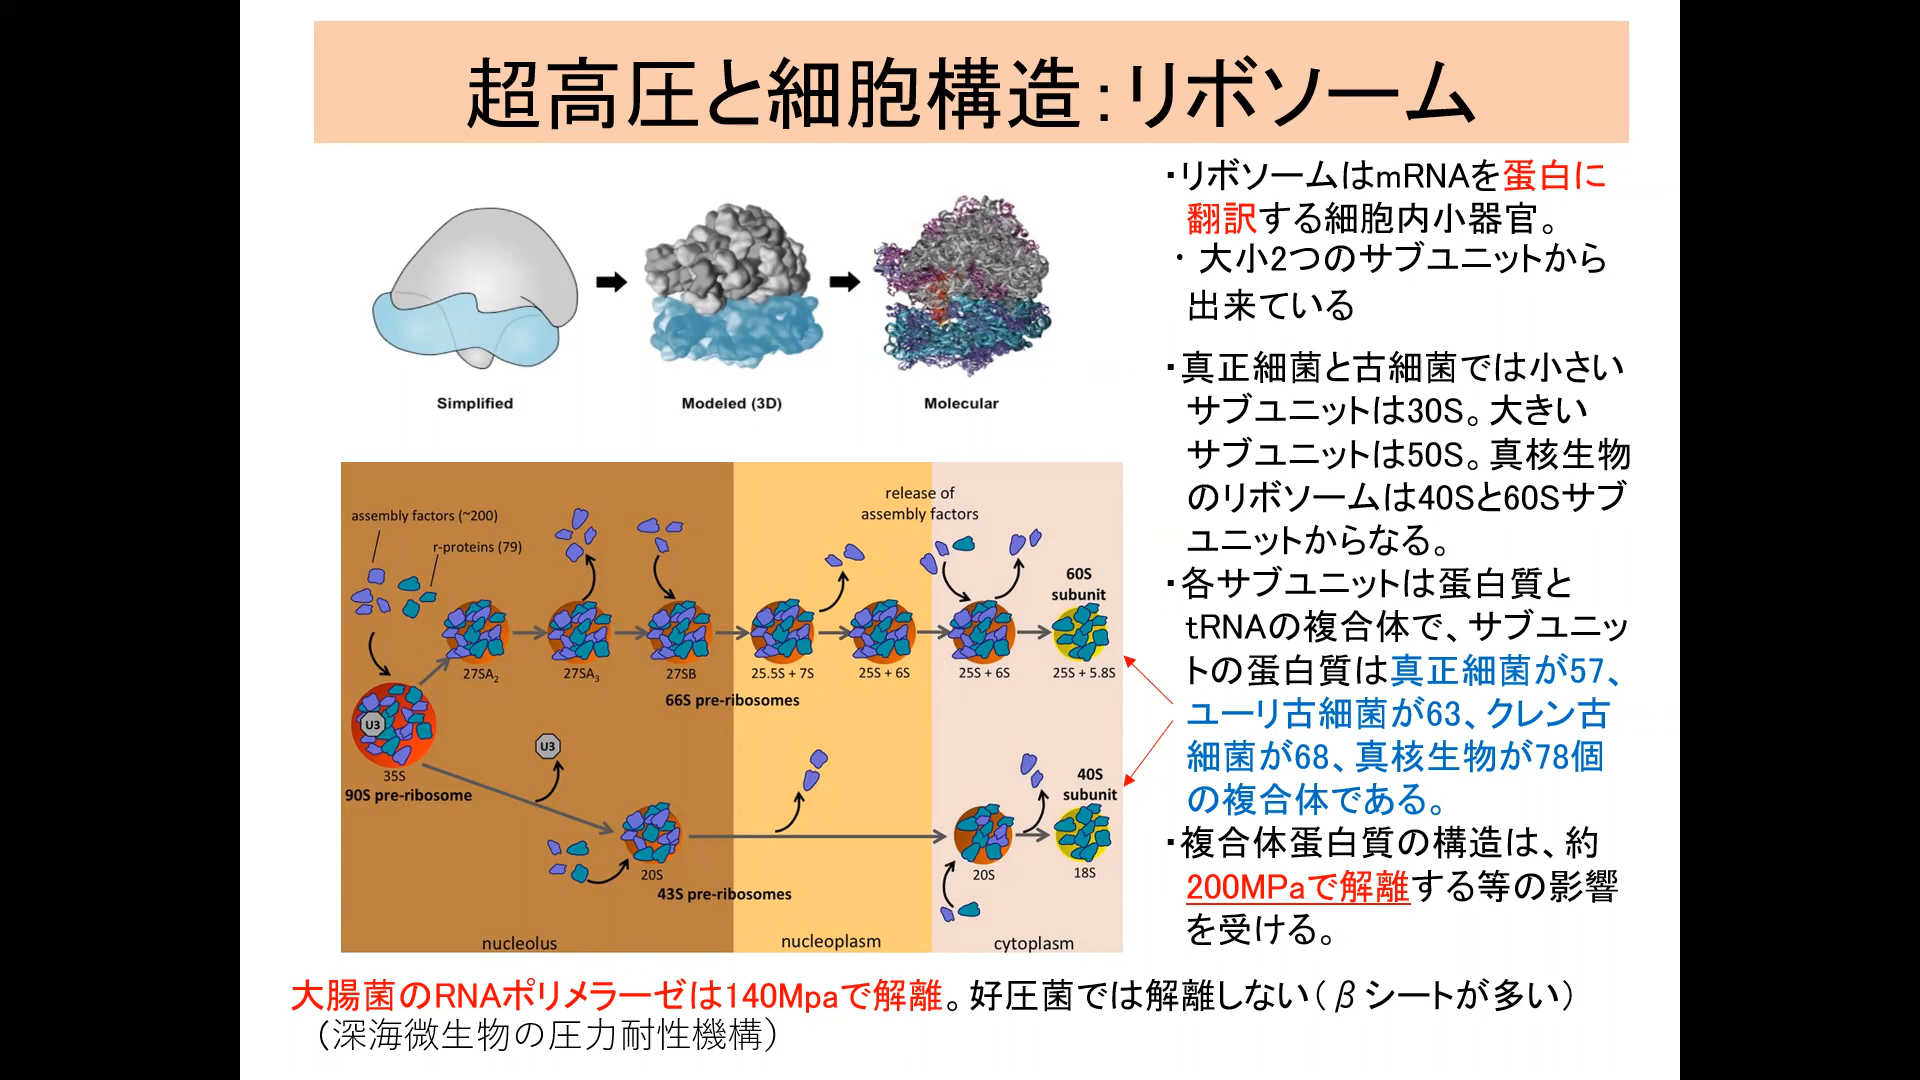 超高圧と細胞構造：リボソーム
Simplified
Modeled (3D)
Molecular
・リボソームはmRNAを蛋白に
翻訳する細胞内小器官。
・大小2つのサブユニットから
出来ている
・真正細菌と古細菌では小さい
サブユニットは30S。大きい
サブユニットは50S。真核生物
のリボソームは40Sと60Sサブ
ユニットからなる。
・各サブユニットは蛋白質と
tRNAの複合体で、サブユニッ
トの蛋白質は真正細菌が57、
ユーリ古細菌が63、クレン古
細菌が68、真核生物が78個
の複合体である。
・複合体蛋白質の構造は、約
200MPaで解離する等の影響
を受ける。
assembly factors (~200)
r-proteins (79)
release of
assembly factors
60S
subunit
27SA2
27SA3
27SB
25.5S + 7S
25S + 6S
25S + 6S
25S + 5.8S
66S pre-ribosomes
U3
35S
90S pre-ribosome
U3
40S
subunit
20S
43S pre-ribosomes
20S
18S
nucleolus
nucleoplasm
cytoplasm
大腸菌のRNAポリメラーゼは140Mpaで解離。好圧菌では解離しない（βシートが多い）
（深海微生物の圧力耐性機構）